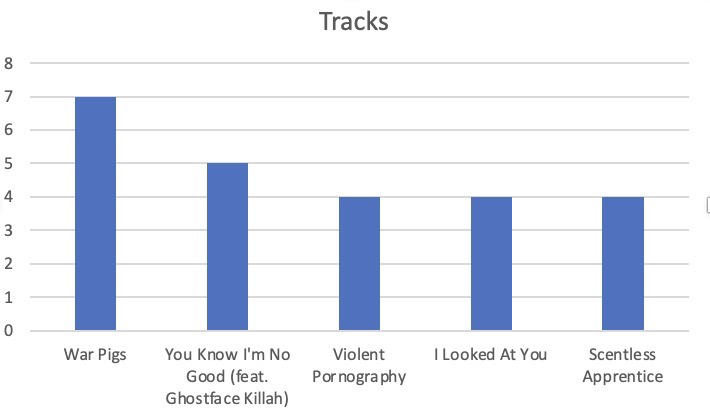 Tracks
8
7
6
5
4
3
2
1
0
War Pigs
You Know I'm No
Good (feat.
Ghostface Killah)
Violent
Pornography
I Looked At You
Scentless
Apprentice